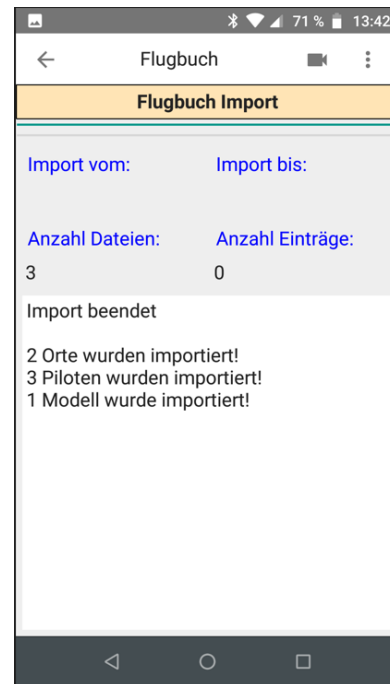 71 % 13:42
Flugbuch
Flugbuch Import
Import vom: Import bis:
Anzahl Dateien: Anzahl Einträge:
3 0
Import beendet
2 Orte wurden importiert!
3 Piloten wurden importiert!
1 Modell wurde importiert!